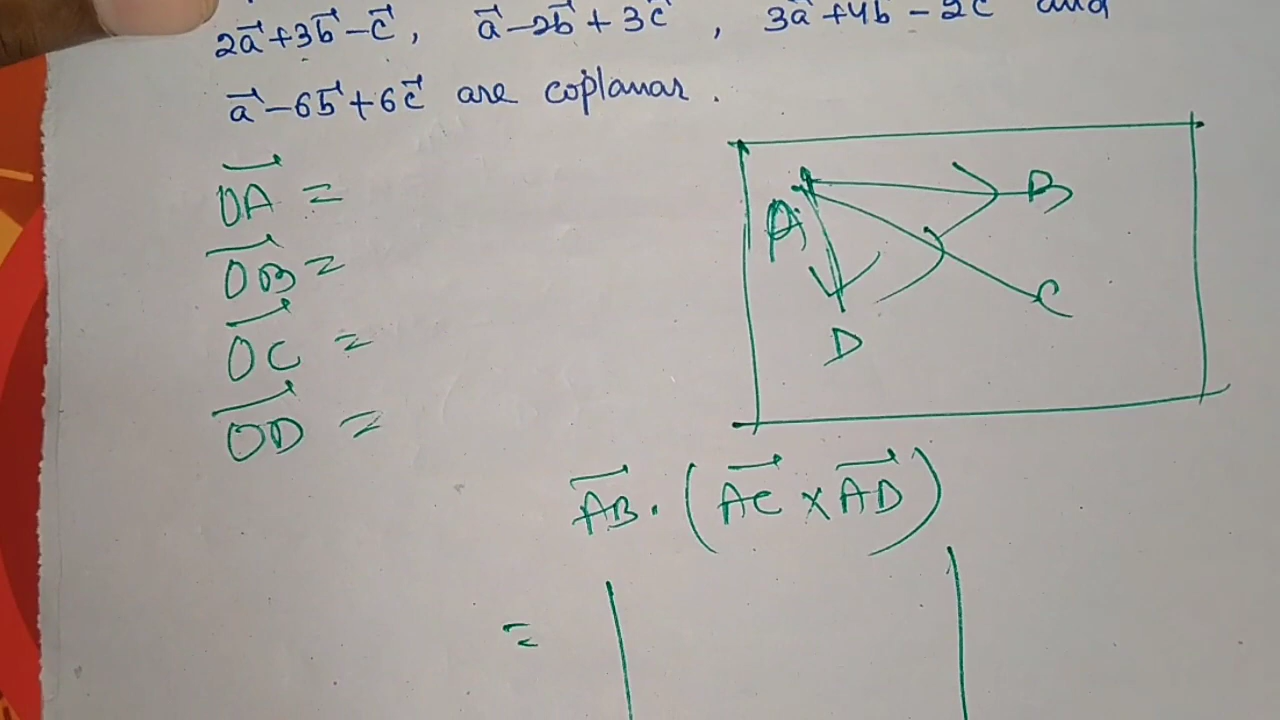 2a⃗+3b⃗-c⃗, a⃗-2b⃗+3c⃗, 3a⃗+4b⃗-2c⃗ and
a⃗-6b⃗+6c⃗ are coplanar.
OA⃗ =
OB⃗ =
OC⃗ =
OD⃗ =
A
B
C
D
AB⃗.(AC⃗×AD⃗)
=